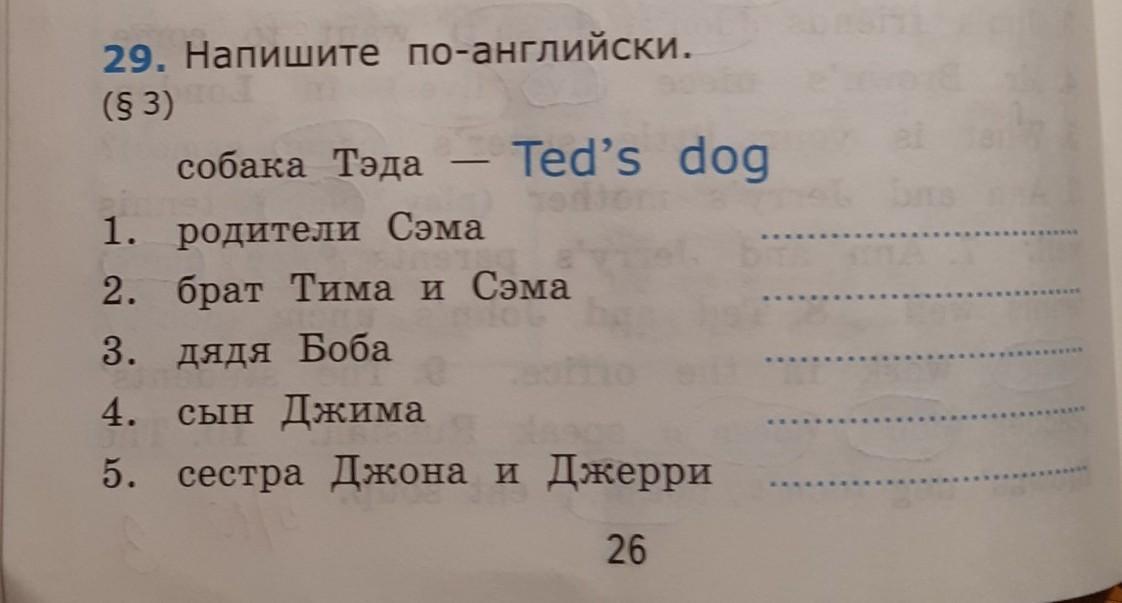 29. Напишите по-английски.
(§ 3)
собака Тэда — Ted's dog
1. родители Сэма ........................................
2. брат Тима и Сэма ........................................
3. дядя Боба ........................................
4. сын Джима ........................................
5. сестра Джона и Джерри ........................................
26